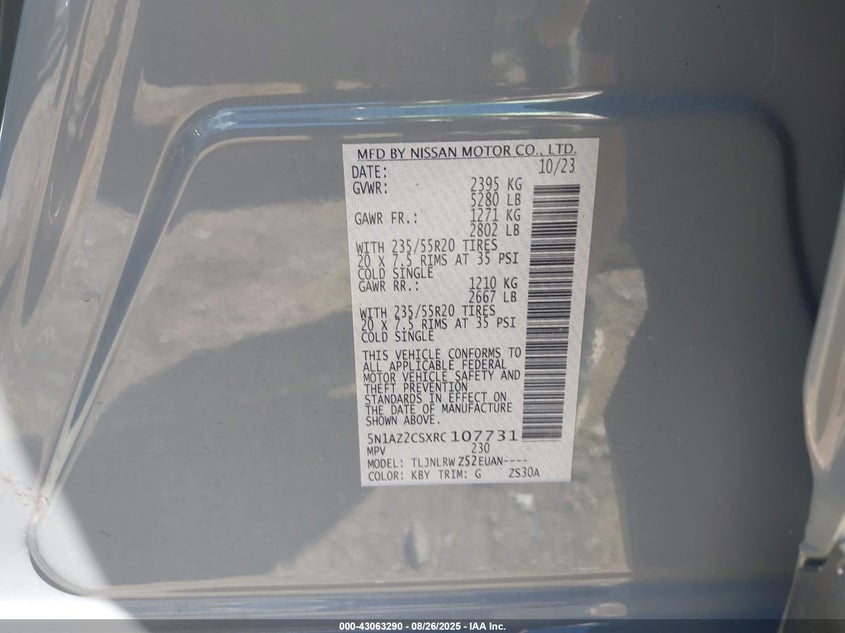 MFD BY NISSAN MOTOR CO., LTD.
DATE: 10/23
GVWR: 2395 KG
5280 LB
GAWR FR.: 1271 KG
2802 LB
WITH 235/55R20 TIRES
20 X 7.5 RIMS AT 35 PSI
COLD SINGLE
GAWR RR.: 1210 KG
2667 LB
WITH 235/55R20 TIRES
20 X 7.5 RIMS AT 35 PSI
COLD SINGLE
THIS VEHICLE CONFORMS TO
ALL APPLICABLE FEDERAL
MOTOR VEHICLE SAFETY AND
THEFT PREVENTION
STANDARDS IN EFFECT ON
THE DATE OF MANUFACTURE
SHOWN ABOVE.
5N1AZ2CSXRC107731
MPV 230
MODEL: TLJNLRW Z52EUAN----
COLOR: KBY TRIM: G ZS30A
000-43063290 - 08/26/2025 - IAA Inc.